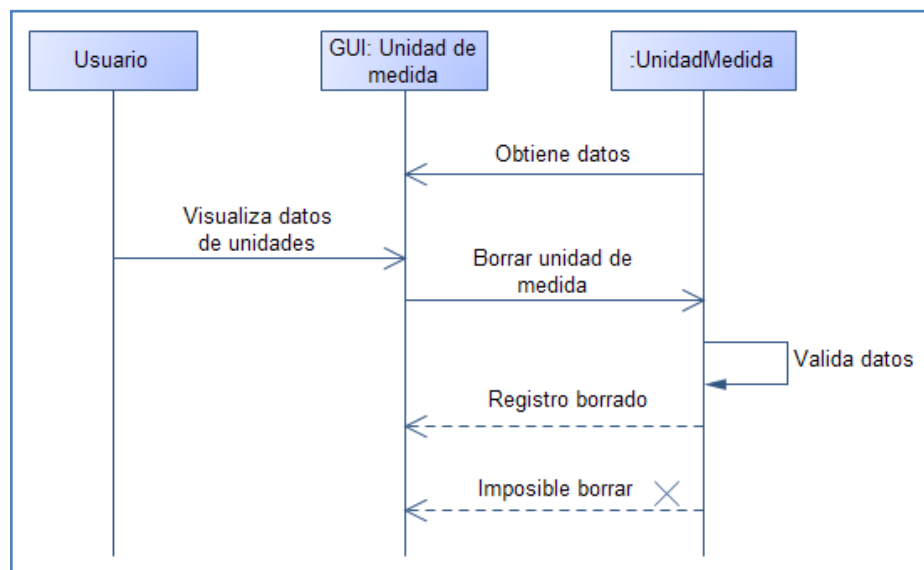 Usuario
GUI: Unidad de
medida
:UnidadMedida
Obtiene datos
Visualiza datos
de unidades
Borrar unidad de
medida
Valida datos
Registro borrado
Imposible borrar